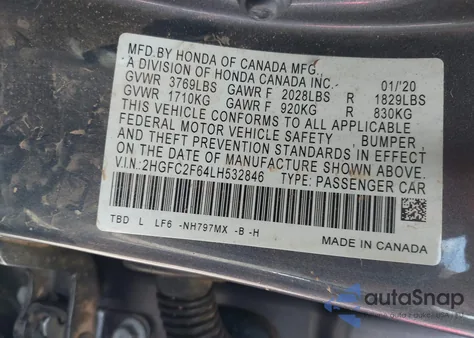 MFD.BY HONDA OF CANADA MFG.,
A DIVISION OF HONDA CANADA INC. 01/'20
GVWR 3769LBS GAWR F 2028LBS R 1829LBS
GVWR 1710KG GAWR F 920KG R 830KG
THIS VEHICLE CONFORMS TO ALL APPLICABLE
FEDERAL MOTOR VEHICLE SAFETY , BUMPER ,
AND THEFT PREVENTION STANDARDS IN EFFECT
ON THE DATE OF MANUFACTURE SHOWN ABOVE.
V.I.N.:2HGFC2F64LH532846 TYPE: PASSENGER CAR
TBD L LF6 -NH797MX -B -H
MADE IN CANADA
autoSnap